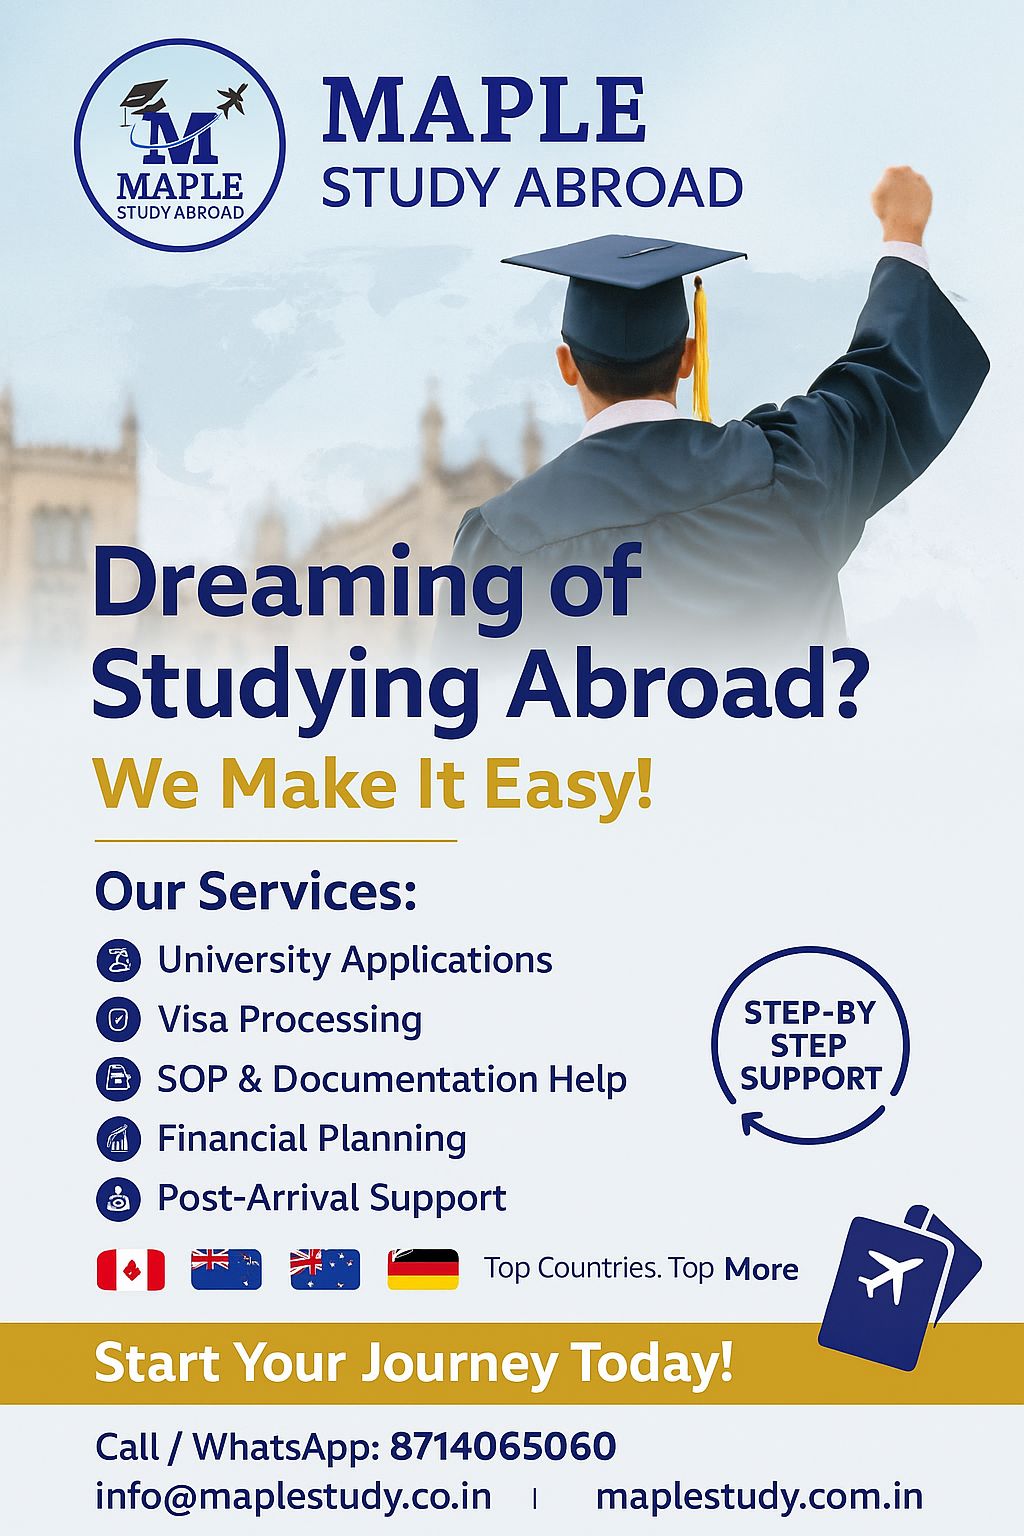 M
MAPLE
STUDY ABROAD
MAPLE
STUDY ABROAD
Dreaming of
Studying Abroad?
We Make It Easy!
Our Services:
University Applications
Visa Processing
SOP & Documentation Help
Financial Planning
Post-Arrival Support
STEP-BY
STEP
SUPPORT
Top Countries. Top More
Start Your Journey Today!
Call / WhatsApp: 8714065060
info@maplestudy.co.in | maplestudy.com.in